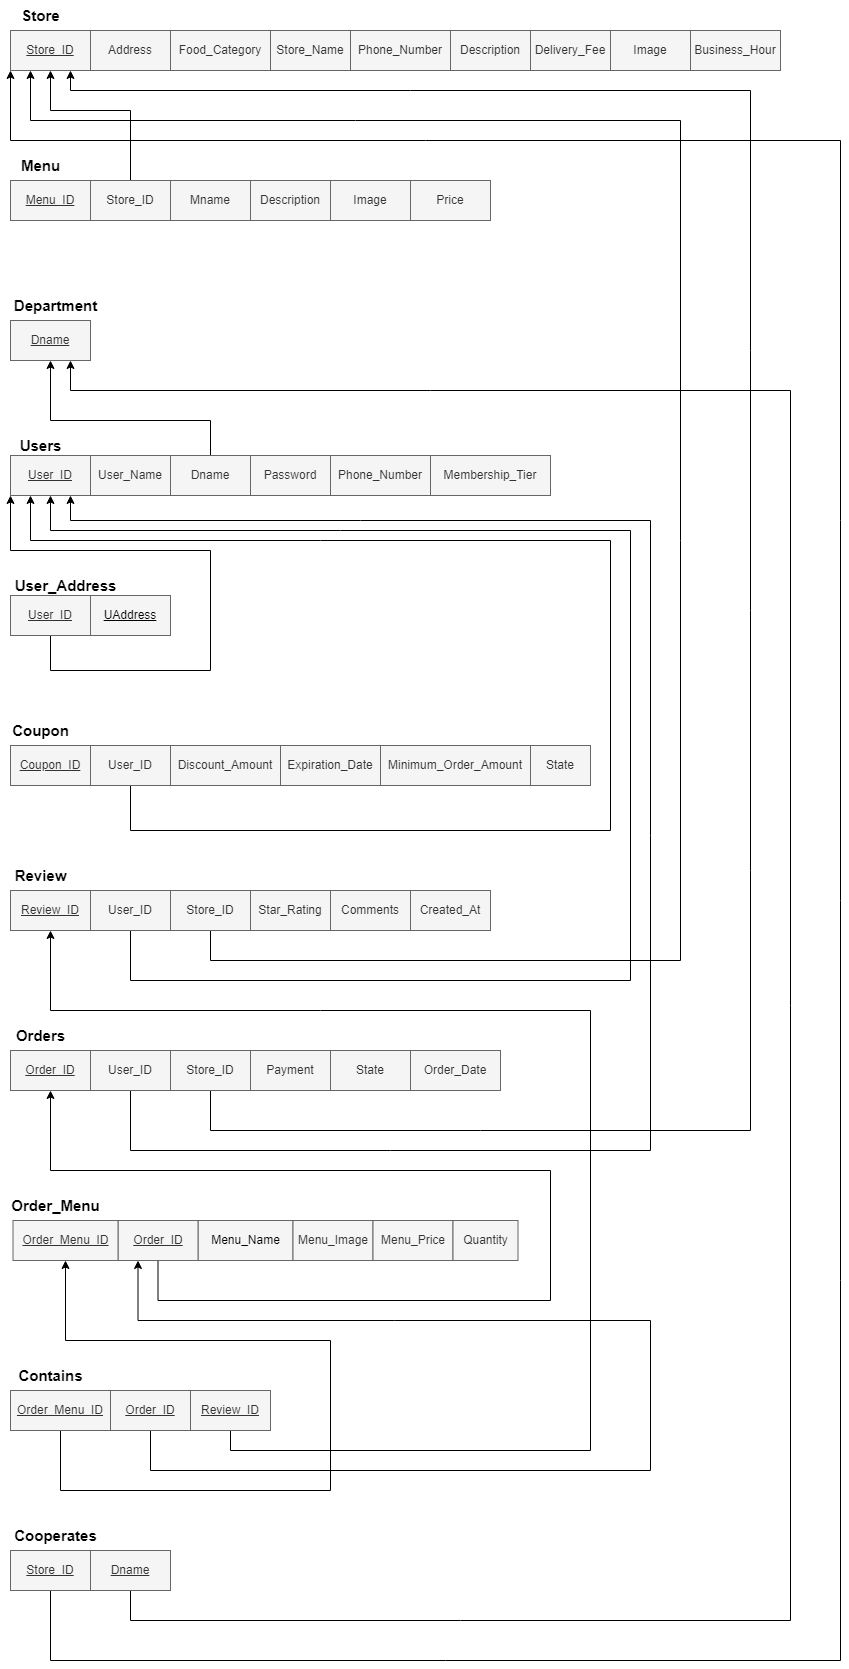 Store
Store_ID Address Food_Category Store_Name Phone_Number Description Delivery_Fee Image Business_Hour
Menu
Menu_ID Store_ID Mname Description Image Price
Department
Dname
Users
User_ID User_Name Dname Password Phone_Number Membership_Tier
User_Address
User_ID UAddress
Coupon
Coupon_ID User_ID Discount_Amount Expiration_Date Minimum_Order_Amount State
Review
Review_ID User_ID Store_ID Star_Rating Comments Created_At
Orders
Order_ID User_ID Store_ID Payment State Order_Date
Order_Menu
Order_Menu_ID Order_ID Menu_Name Menu_Image Menu_Price Quantity
Contains
Order_Menu_ID Order_ID Review_ID
Cooperates
Store_ID Dname